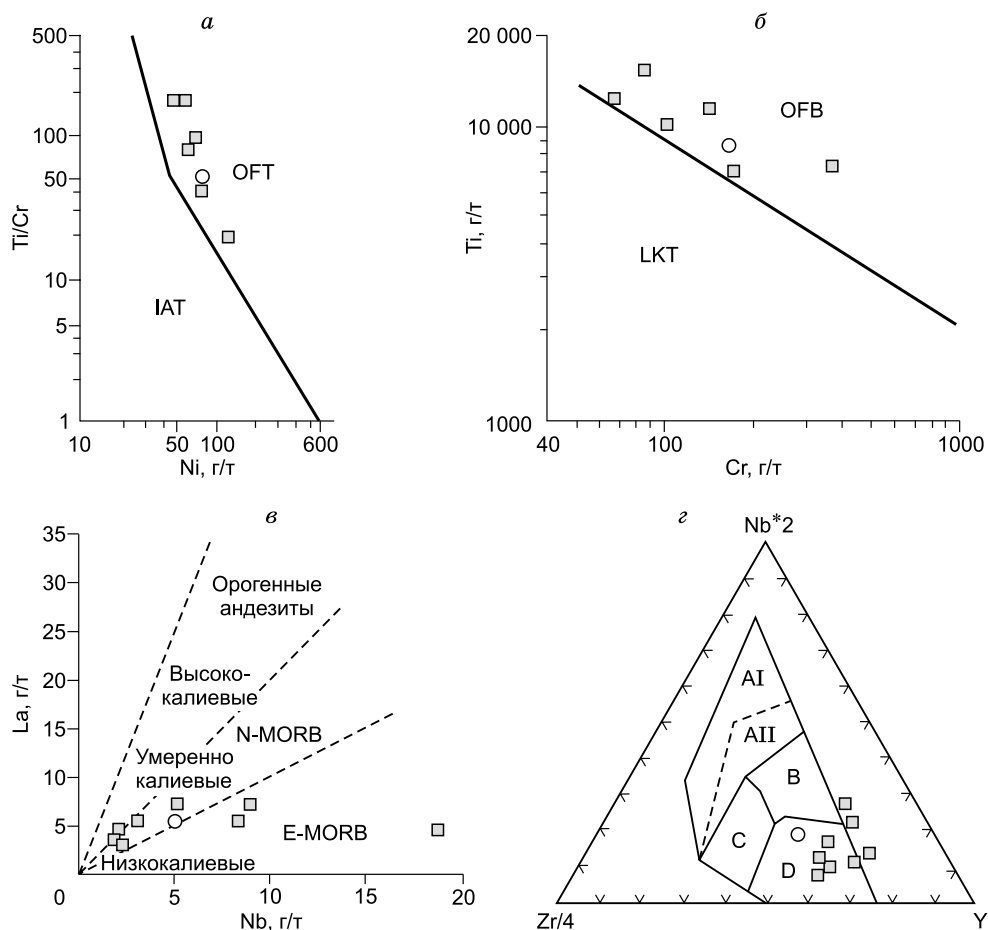 а
500
100
50
10
5
1
Ti/Cr
OFT
IAT
10
50
100
600
Ni, г/т
б
20 000
10 000
1000
Ti, г/т
OFB
LKT
40
100
1000
Cr, г/т
в
35
30
25
20
15
10
5
0
La, г/т
Орогенные
андезиты
Высоко-
калиевые
N-MORB
Умеренно
калиевые
E-MORB
Низкокалиевые
5
10
15
20
Nb, г/т
г
Nb*2
AI
AII
B
C
D
Zr/4
Y